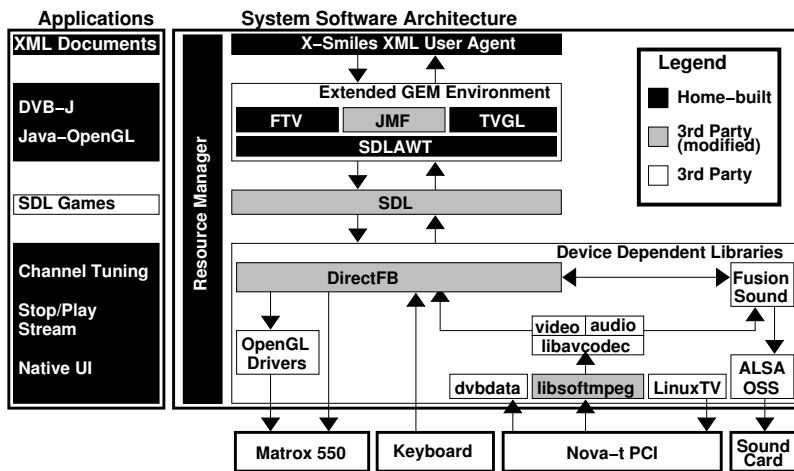 Applications
System Software Architecture
XML Documents
DVB-J
Java-OpenGL
SDL Games
Channel Tuning
Stop/Play
Stream
Native UI
Resource Manager
X-Smiles XML User Agent
Extended GEM Environment
FTV
JMF
TVGL
SDLAWT
SDL
Device Dependent Libraries
DirectFB
Fusion
Sound
video
audio
libavcodec
OpenGL
Drivers
dvbdata
libsoftmpeg
LinuxTV
ALSA
OSS
Matrox 550
Keyboard
Nova-t PCI
Sound
Card
Legend
Home-built
3rd Party
(modified)
3rd Party